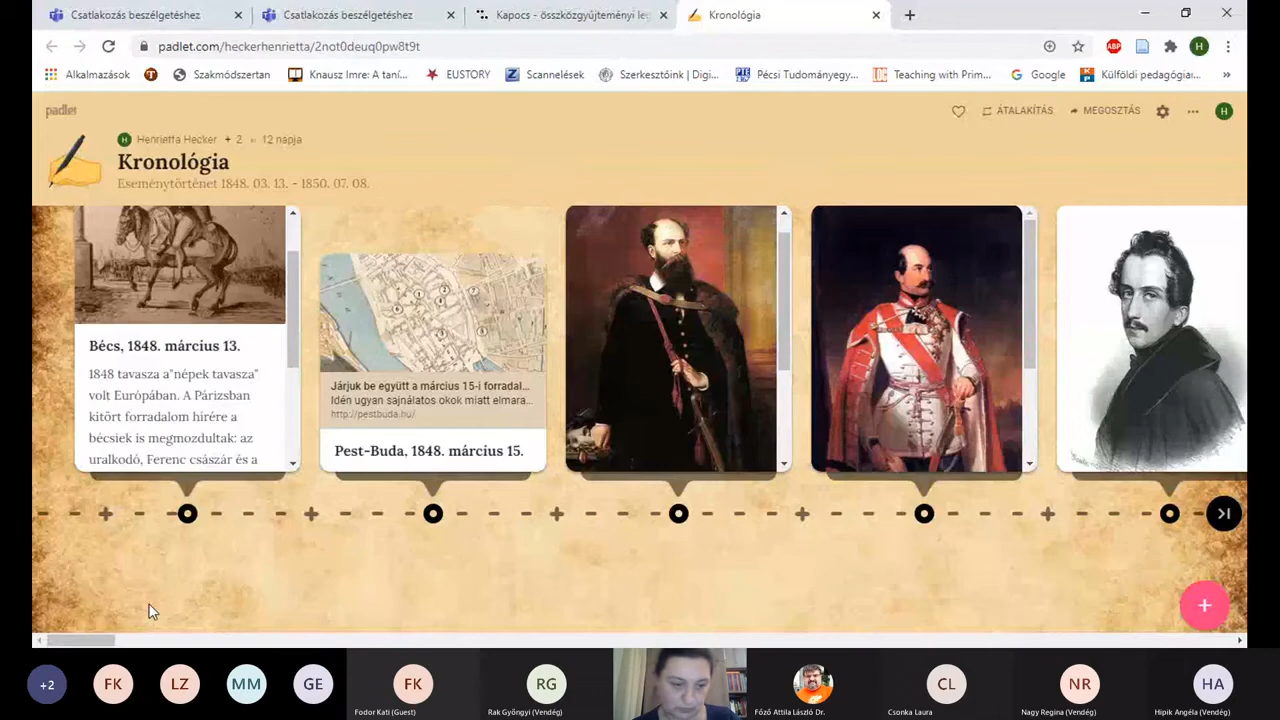 Csatlakozás beszélgetéshez
Csatlakozás beszélgetéshez
Kapocs - összközgyűjteményi le
Kronológia
padlet.com/heckerhenrietta/2not0deuq0pw8t9t
ABP
H
Alkalmazások
T
Szakmódszertan
Knausz Imre: A taní...
EUSTORY
Scannelések
Szerkesztőink | Digi...
Pécsi Tudományegy...
Teaching with Prim...
Google
Külföldi pedagógiai...
padlet
ÁTALAKÍTÁS
MEGOSZTÁS
H
H Henrietta Hecker + 2 12 napja
Kronológia
Eseménytörténet 1848. 03. 13. - 1850. 07. 08.
Bécs, 1848. március 13.
1848 tavasza a"népek tavasza"
volt Európában. A Párizsban
kitört forradalom hírére a
bécsiek is megmozdultak: az
uralkodó, Ferenc császár és a
Járjuk be együtt a március 15-i forradal...
Idén ugyan sajnálatos okok miatt elmara...
http://pestbuda.hu/
Pest-Buda, 1848. március 15.
+2
FK
LZ
MM
GE
FK
Fodor Kati (Guest)
RG
Rak Gyöngyi (Vendég)
Főző Attila László Dr.
CL
Csonka Laura
NR
Nagy Regina (Vendég)
HA
Hipik Angéla (Vendég)